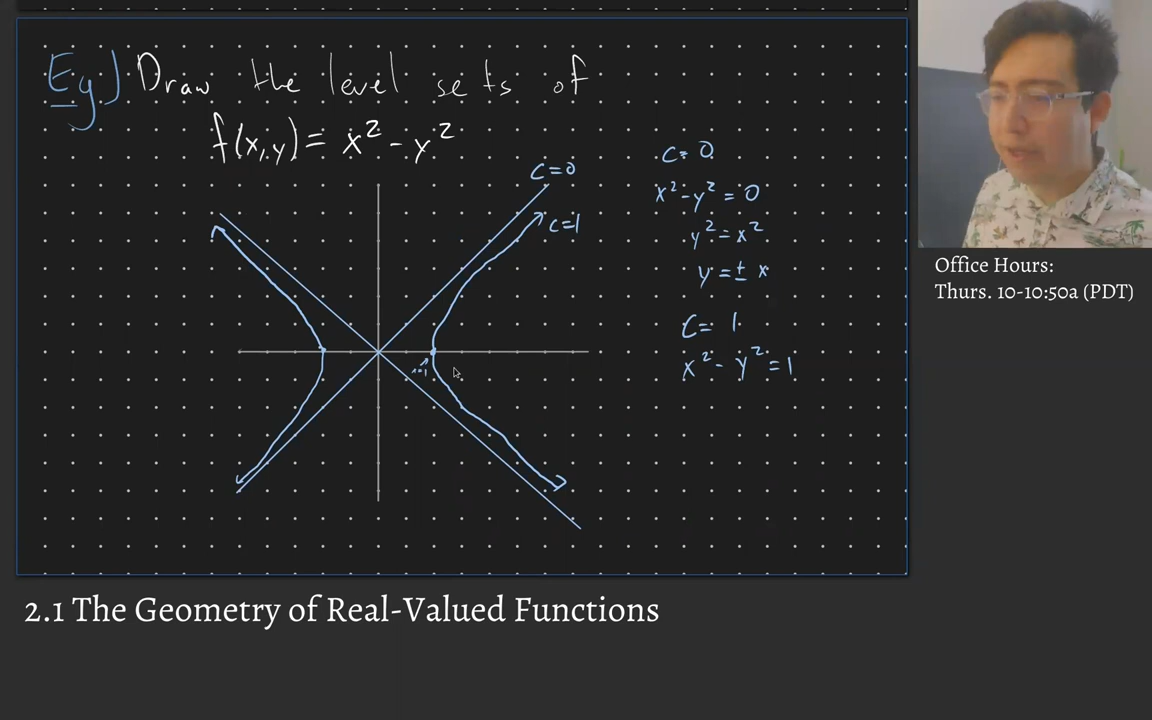 Eg) Draw the level sets of
f(x,y) = x² - y²
c=0
c=1
x=1
c= 0
x² - y² = 0
y² = x²
y = ± x
C= 1
x² - y² = 1
Office Hours:
Thurs. 10-10:50a (PDT)
2.1 The Geometry of Real-Valued Functions